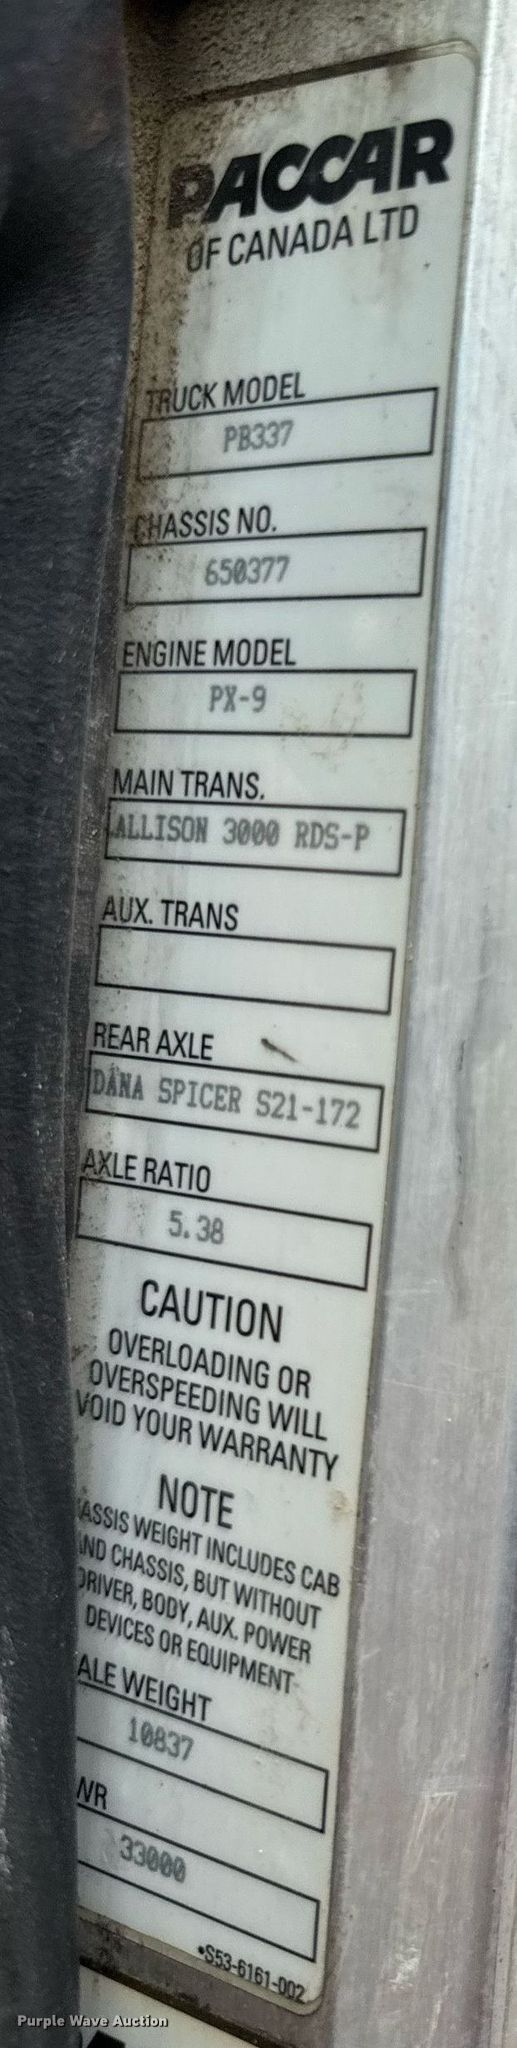 PACCAR
OF CANADA LTD
TRUCK MODEL
PB337
CHASSIS NO.
650377
ENGINE MODEL
PX-9
MAIN TRANS.
ALLISON 3000 RDS-P
AUX. TRANS
REAR AXLE
DANA SPICER S21-172
AXLE RATIO
5.38
CAUTION
OVERLOADING OR
OVERSPEEDING WILL
VOID YOUR WARRANTY
NOTE
ASSIS WEIGHT INCLUDES CAB
AND CHASSIS, BUT WITHOUT
DRIVER, BODY, AUX. POWER
DEVICES OR EQUIPMENT
ALE WEIGHT
10837
WR
33000
•S53-6161-002
Purple Wave Auction